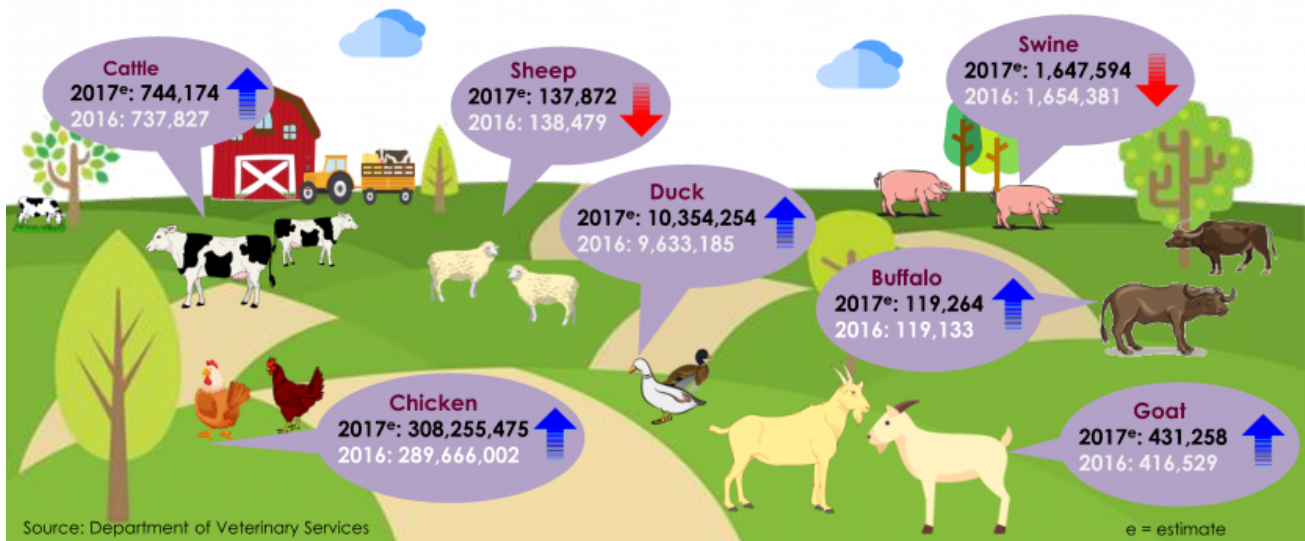 Cattle
2017ᵉ: 744,174
2016: 737,827
Sheep
2017ᵉ: 137,872
2016: 138,479
Swine
2017ᵉ: 1,647,594
2016: 1,654,381
Duck
2017ᵉ: 10,354,254
2016: 9,633,185
Buffalo
2017ᵉ: 119,264
2016: 119,133
Chicken
2017ᵉ: 308,255,475
2016: 289,666,002
Goat
2017ᵉ: 431,258
2016: 416,529
Source: Department of Veterinary Services
e = estimate